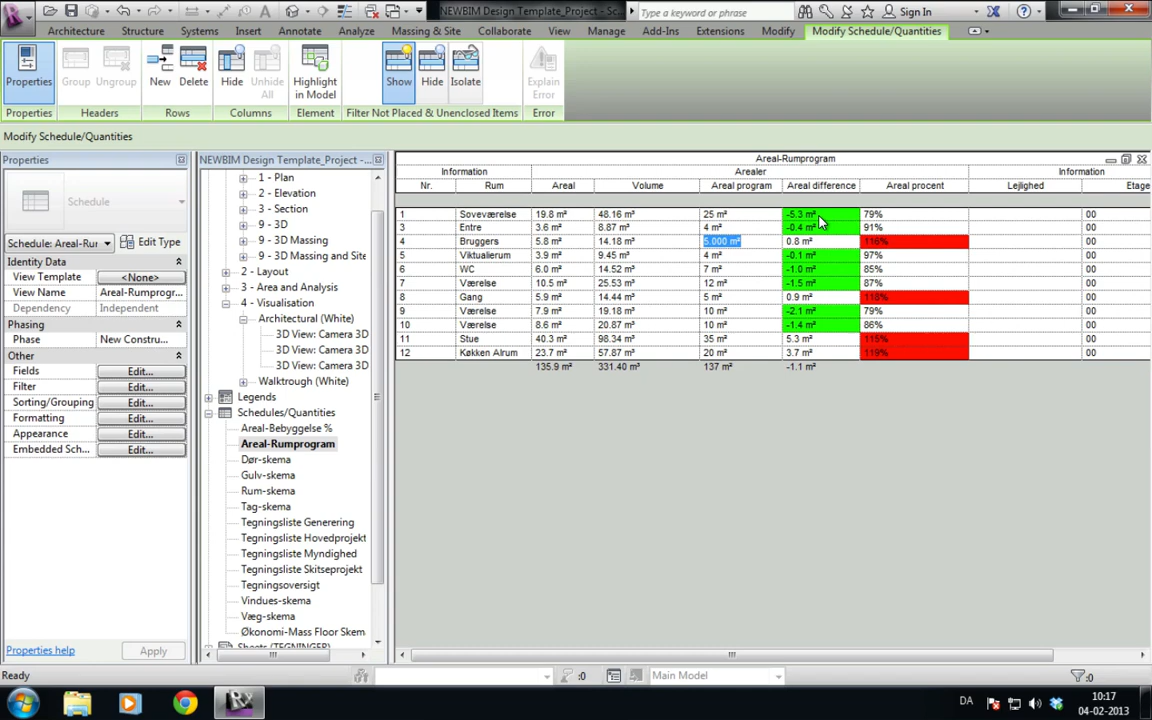 NEWBIM Design Template_Project - Sc...
Type a keyword or phrase
Sign In
Architecture Structure Systems Insert Annotate Analyze Massing & Site Collaborate View Manage Add-Ins Extensions Modify Modify Schedule/Quantities
Properties Group Ungroup New Delete Hide Unhide All Highlight in Model Show Hide Isolate Explain Error
Properties Headers Rows Columns Element Filter Not Placed & Unenclosed Items Error
Modify Schedule/Quantities
Properties
Schedule
Schedule: Areal-Rur Edit Type
Identity Data
View Template <None>
View Name Areal-Rumprogr...
Dependency Independent
Phasing
Phase New Constru...
Other
Fields Edit...
Filter Edit...
Sorting/Grouping Edit...
Formatting Edit...
Appearance Edit...
Embedded Sch... Edit...
Properties help Apply
NEWBIM Design Template_Project -...
1 - Plan
2 - Elevation
3 - Section
9 - 3D
9 - 3D Massing
9 - 3D Massing and Site
2 - Layout
3 - Area and Analysis
4 - Visualisation
Architectural (White)
3D View: Camera 3D
3D View: Camera 3D
3D View: Camera 3D
Walktrough (White)
Legends
Schedules/Quantities
Areal-Bebyggelse %
Areal-Rumprogram
Dør-skema
Gulv-skema
Rum-skema
Tag-skema
Tegningsliste Generering
Tegningsliste Hovedprojekt
Tegningsliste Myndighed
Tegningsliste Skitseprojekt
Tegningsoversigt
Vindues-skema
Væg-skema
Økonomi-Mass Floor Skem
Sheets (TEGNINGER)
Areal-Rumprogram
Information Arealer Information
Nr. Rum Areal Volume Areal program Areal difference Areal procent Lejlighed Etage
1 Soveværelse 19.8 m² 48.16 m³ 25 m² -5.3 m² 79% 00
3 Entre 3.6 m² 8.87 m³ 4 m² -0.4 m² 91% 00
4 Bruggers 5.8 m² 14.18 m³ 5.000 m² 0.8 m² 116% 00
5 Viktualierum 3.9 m² 9.45 m³ 4 m² -0.1 m² 97% 00
6 WC 6.0 m² 14.52 m³ 7 m² -1.0 m² 85% 00
7 Værelse 10.5 m² 25.53 m³ 12 m² -1.5 m² 87% 00
8 Gang 5.9 m² 14.44 m³ 5 m² 0.9 m² 118% 00
9 Værelse 7.9 m² 19.18 m³ 10 m² -2.1 m² 79% 00
10 Værelse 8.6 m² 20.87 m³ 10 m² -1.4 m² 86% 00
11 Stue 40.3 m² 98.34 m³ 35 m² 5.3 m² 115% 00
12 Køkken Alrum 23.7 m² 57.87 m³ 20 m² 3.7 m² 119% 00
135.9 m² 331.40 m³ 137 m² -1.1 m²
Ready
:0
Main Model
:0
DA
10:17
04-02-2013